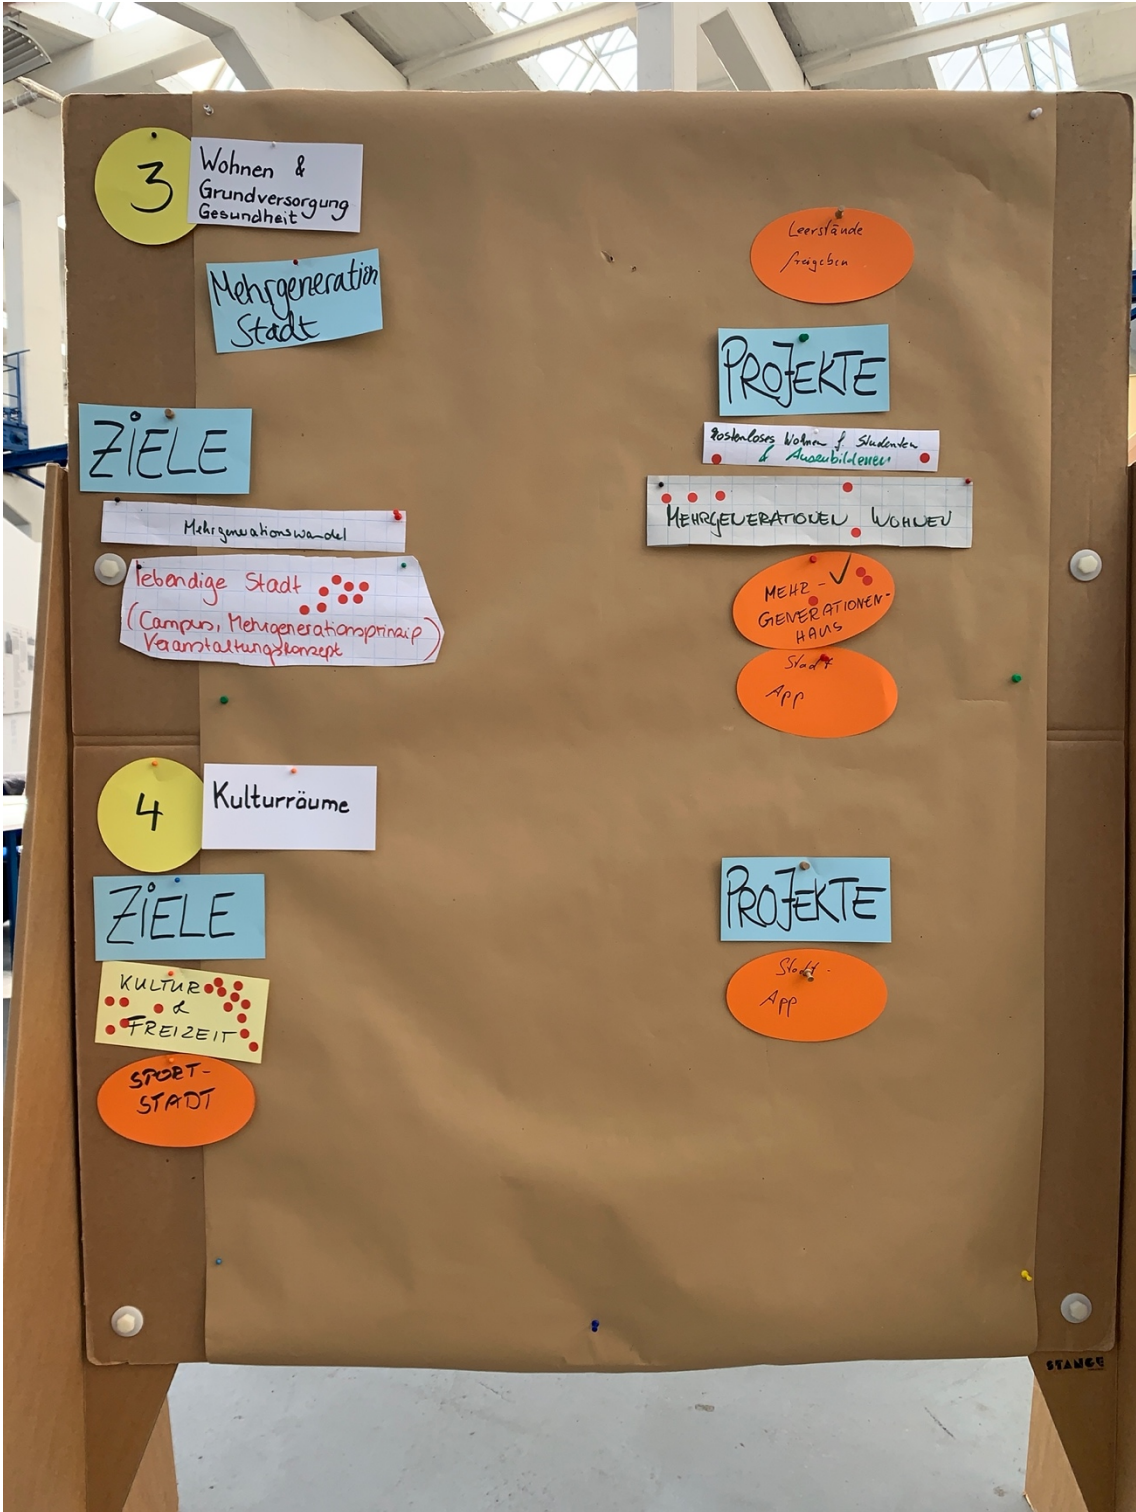 3
Wohnen &
Grundversorgung
Gesundheit
Mehrgeneration
Stadt
ZIELE
Mehrgenerationswandel
lebendige Stadt
(Campus, Mehrgenerationsprinzip)
Veranstaltungskonzept
Leerstände
freigeben
PROJEKTE
kostenloses Wohnen f. Studenten
& Auszubildenen
MEHRGENERATIONEN WOHNEN
MEHR-
GENERATIONEN-
HAUS
Stadt
App
4
Kulturräume
ZIELE
KULTUR
&
FREIZEIT
SPORT-
STADT
PROJEKTE
Stadt-
App
STANGE